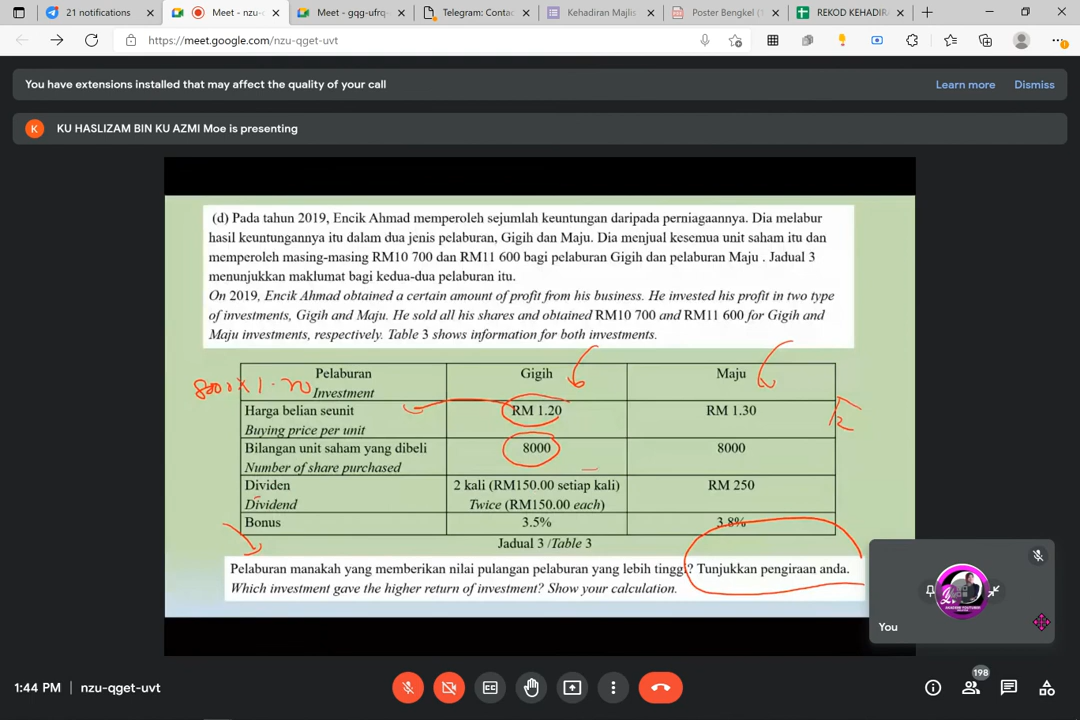 21 notifications
Meet - nzu-
Meet - gqg-ufrq-
Telegram: Contac
Kehadiran Majlis
Poster Bengkel (1
REKOD KEHADIRA
https://meet.google.com/nzu-qget-uvt
You have extensions installed that may affect the quality of your call
Learn more
Dismiss
K
KU HASLIZAM BIN KU AZMI Moe is presenting
(d) Pada tahun 2019, Encik Ahmad memperoleh sejumlah keuntungan daripada perniagaannya. Dia melabur
hasil keuntungannya itu dalam dua jenis pelaburan, Gigih dan Maju. Dia menjual kesemua unit saham itu dan
memperoleh masing-masing RM10 700 dan RM11 600 bagi pelaburan Gigih dan pelaburan Maju . Jadual 3
menunjukkan maklumat bagi kedua-dua pelaburan itu.
On 2019, Encik Ahmad obtained a certain amount of profit from his business. He invested his profit in two type
of investments, Gigih and Maju. He sold all his shares and obtained RM10 700 and RM11 600 for Gigih and
Maju investments, respectively. Table 3 shows information for both investments.
Pelaburan
Investment
Gigih
Maju
8000 × 1.20
Harga belian seunit
Buying price per unit
RM 1.20
RM 1.30
Bilangan unit saham yang dibeli
Number of share purchased
8000
8000
Dividen
Dividend
2 kali (RM150.00 setiap kali)
Twice (RM150.00 each)
RM 250
Bonus
3.5%
3.8%
Jadual 3 /Table 3
Pelaburan manakah yang memberikan nilai pulangan pelaburan yang lebih tinggi? Tunjukkan pengiraan anda.
Which investment gave the higher return of investment? Show your calculation.
You
1:44 PM
nzu-qget-uvt
198